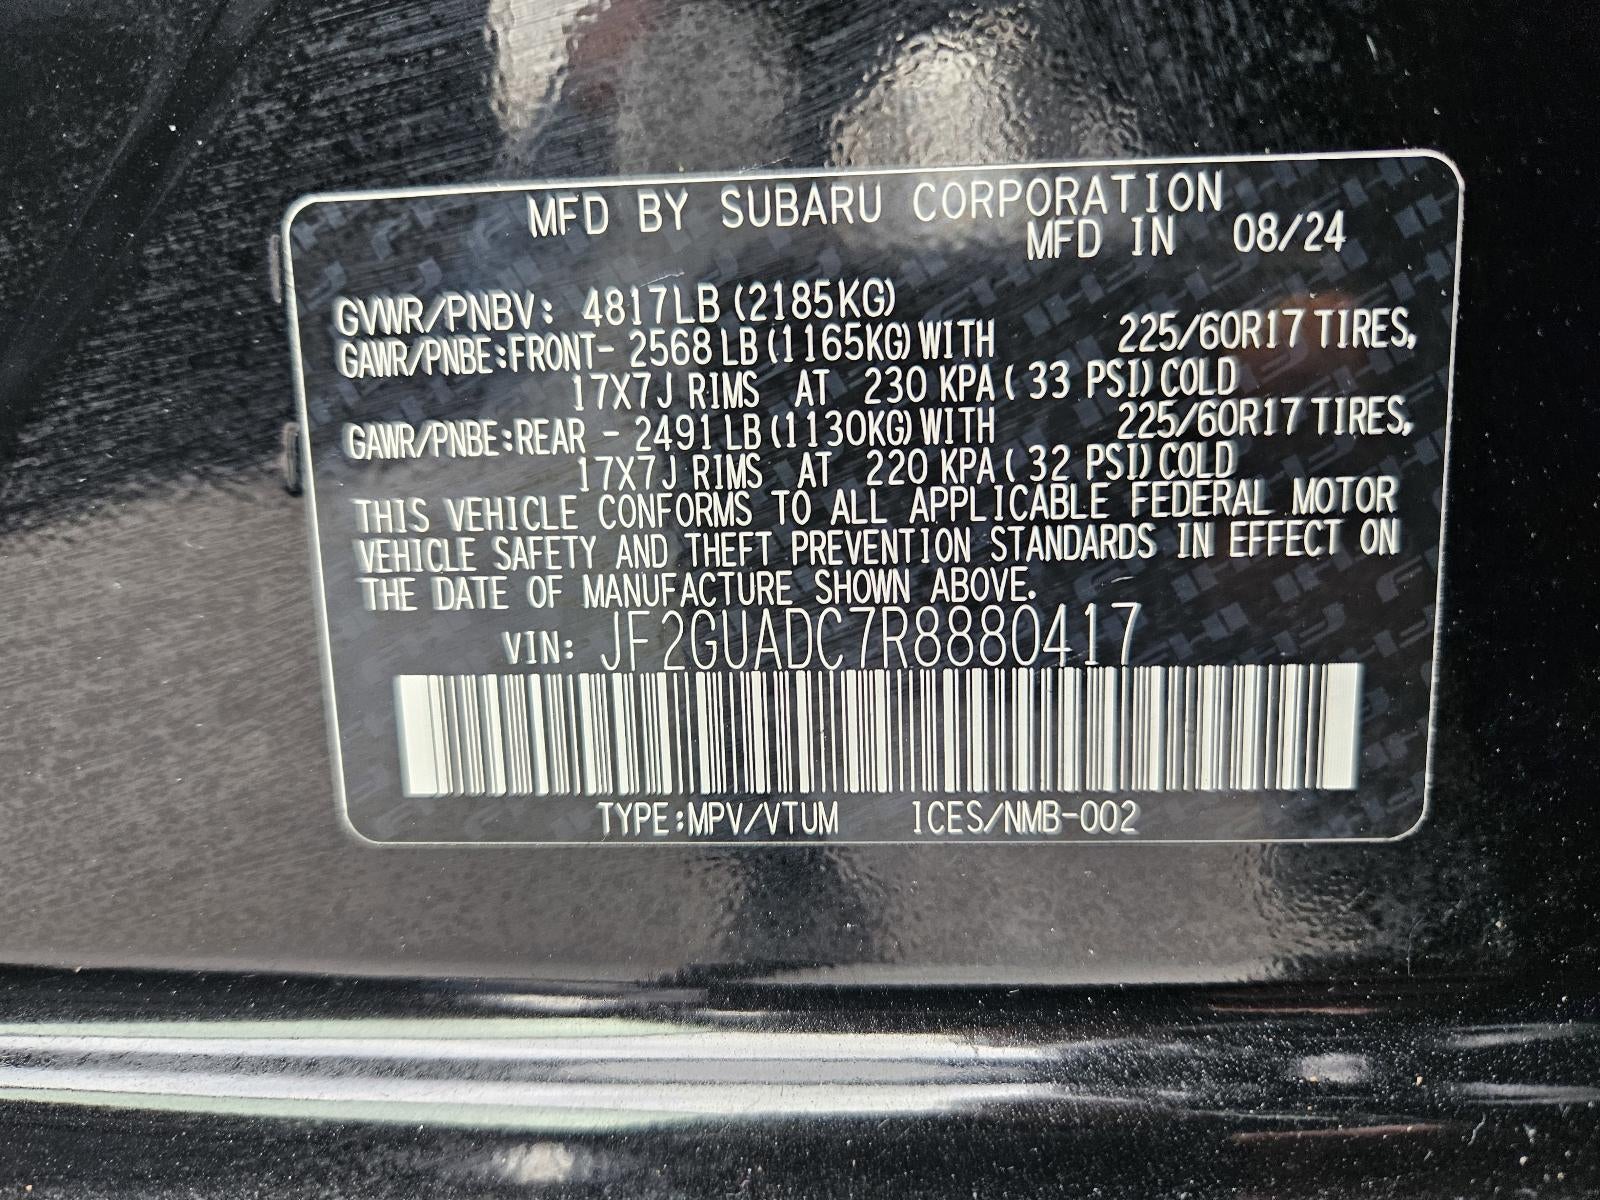 MFD BY SUBARU CORPORATION
MFD IN 08/24
GVWR/PNBV: 4817LB (2185KG)
GAWR/PNBE:FRONT- 2568 LB (1165KG) WITH 225/60R17 TIRES,
17X7J RIMS AT 230 KPA ( 33 PSI) COLD
GAWR/PNBE:REAR - 2491 LB (1130KG) WITH 225/60R17 TIRES,
17X7J RIMS AT 220 KPA ( 32 PSI) COLD
THIS VEHICLE CONFORMS TO ALL APPLICABLE FEDERAL MOTOR
VEHICLE SAFETY AND THEFT PREVENTION STANDARDS IN EFFECT ON
THE DATE OF MANUFACTURE SHOWN ABOVE.
VIN: JF2GUADC7R8880417
TYPE:MPV/VTUM ICES/NMB-002